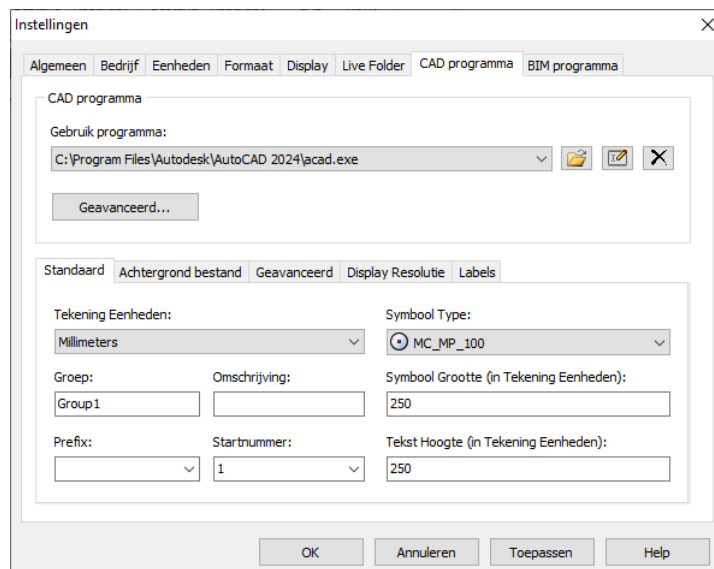 Instellingen
Algemeen Bedrijf Eenheden Formaat Display Live Folder CAD programma BIM programma
CAD programma
Gebruik programma:
C:\Program Files\Autodesk\AutoCAD 2024\acad.exe
Geavanceerd...
Standaard Achtergrond bestand Geavanceerd Display Resolutie Labels
Tekening Eenheden: Symbool Type:
Millimeters MC_MP_100
Groep: Omschrijving: Symbool Grootte (in Tekening Eenheden):
Group1 250
Prefix: Startnummer: Tekst Hoogte (in Tekening Eenheden):
1 250
OK Annuleren Toepassen Help